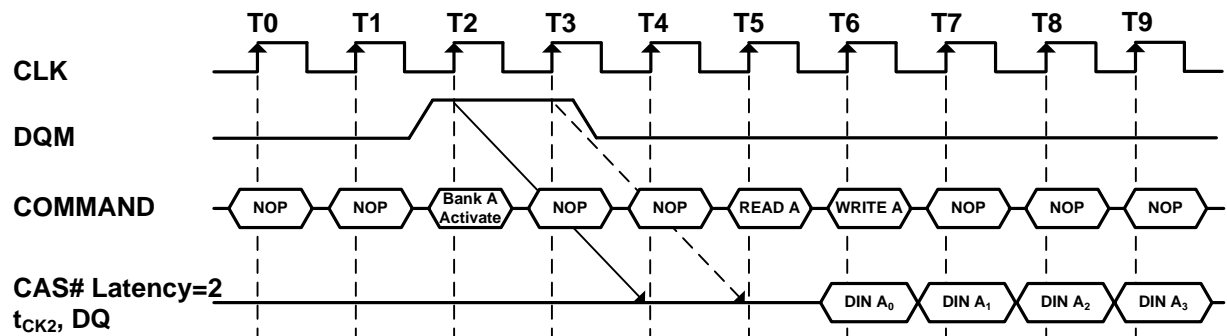 T0 T1 T2 T3 T4 T5 T6 T7 T8 T9
CLK
DQM
COMMAND NOP NOP Bank A Activate NOP NOP READ A WRITE A NOP NOP NOP
CAS# Latency=2
tCK2, DQ DIN A0 DIN A1 DIN A2 DIN A3